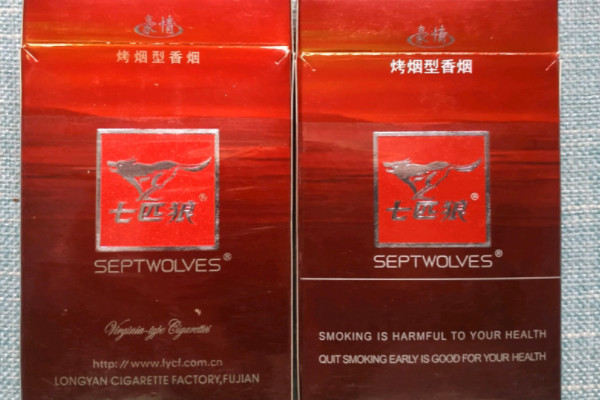 豪情
烤烟型香烟
七匹狼®
SEPTWOLVES®
Virginia-type Cigarettes
http://www.fycf.com.cn
LONGYAN CIGARETTE FACTORY,FUJIAN
豪情
烤烟型香烟
七匹狼®
SEPTWOLVES®
SMOKING IS HARMFUL TO YOUR HEALTH
QUIT SMOKING EARLY IS GOOD FOR YOUR HEALTH